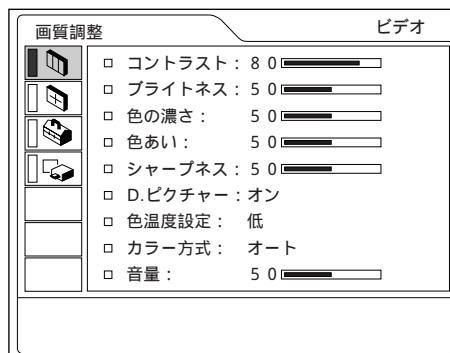 画質調整
ビデオ
コントラスト：80
ブライトネス：50
色の濃さ：50
色あい：50
シャープネス：50
D.ピクチャー：オン
色温度設定：低
カラー方式：オート
音量：50